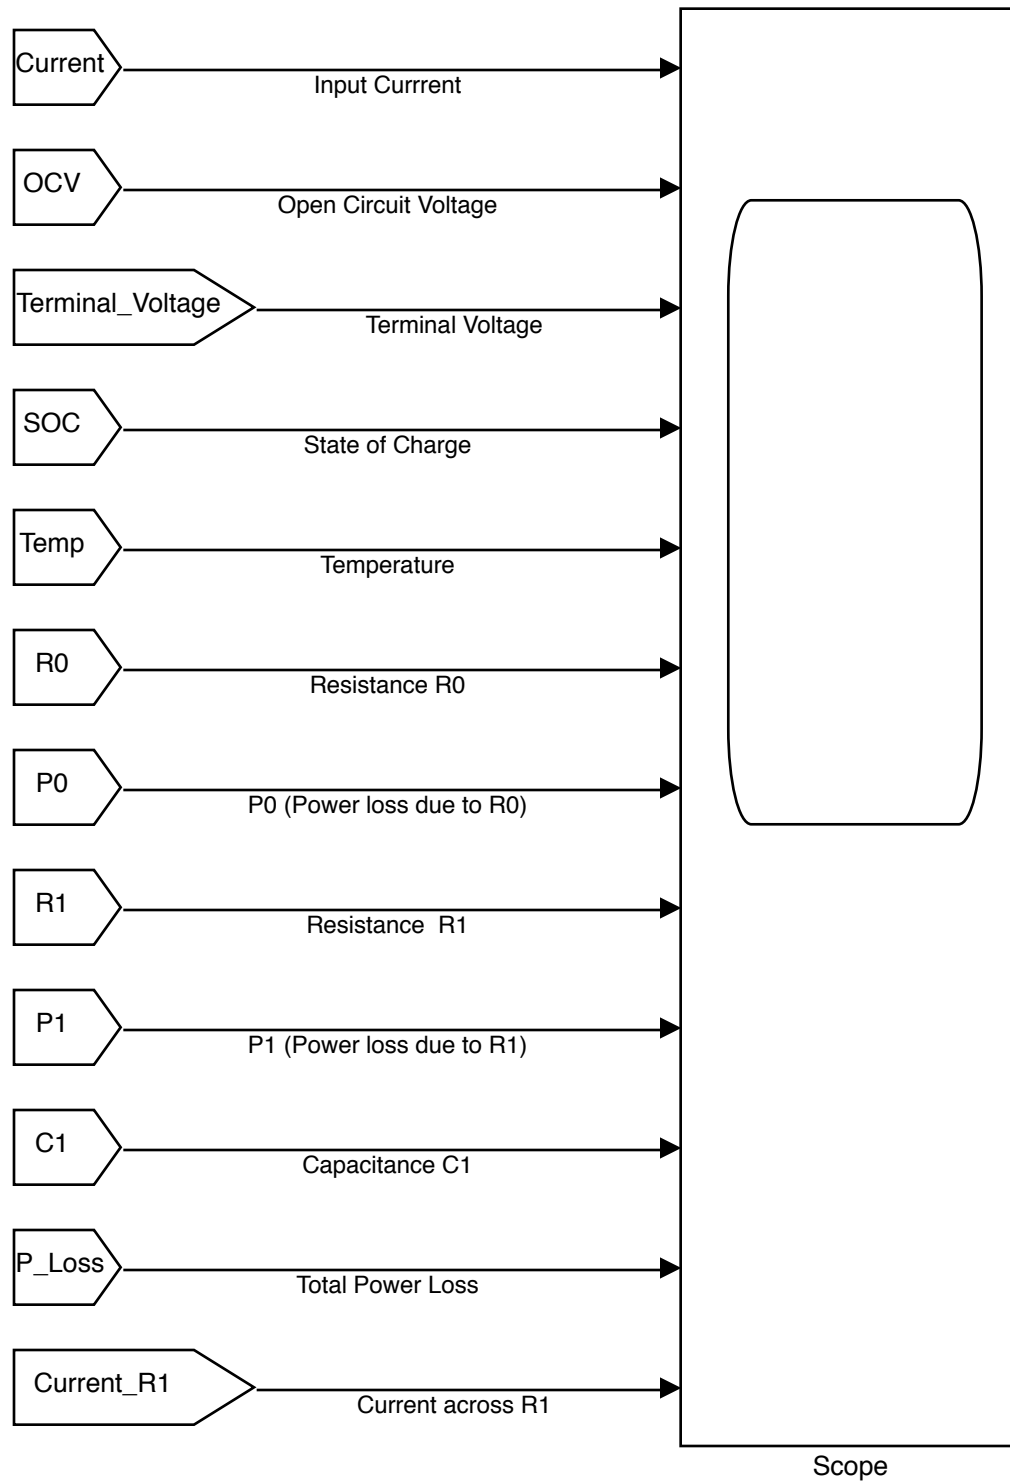 Current
Input Currrent
OCV
Open Circuit Voltage
Terminal_Voltage
Terminal Voltage
SOC
State of Charge
Temp
Temperature
R0
Resistance R0
P0
P0 (Power loss due to R0)
R1
Resistance  R1
P1
P1 (Power loss due to R1)
C1
Capacitance C1
P_Loss
Total Power Loss
Current_R1
Current across R1
Scope